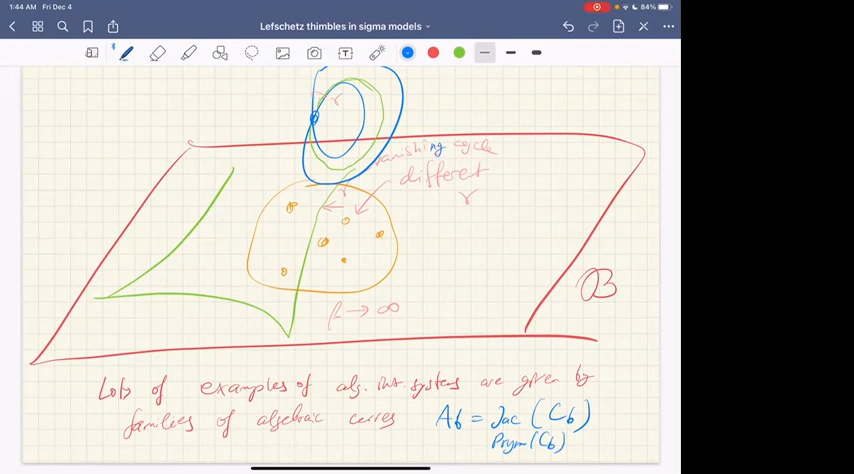 1:44 AM Fri Dec 4
84%
Lefschetz thimbles in sigma models
γ
vanishing cycle
γ
different
γ
B
β → ∞
Lots of examples of alg. int. systems are given by
families of algebraic curves
A_b = Jac (C_b)
Prym (C_b)